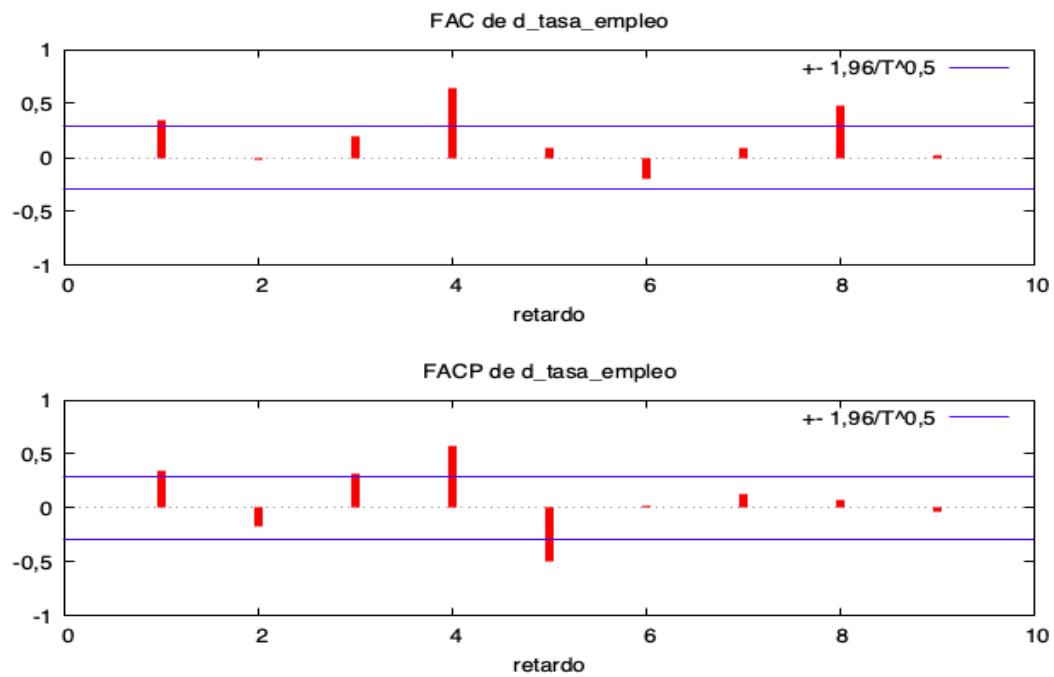 FAC de d_tasa_empleo
+- 1,96/T^0,5
1
0,5
0
-0,5
-1
0 2 4 6 8 10
retardo
FACP de d_tasa_empleo
+- 1,96/T^0,5
1
0,5
0
-0,5
-1
0 2 4 6 8 10
retardo